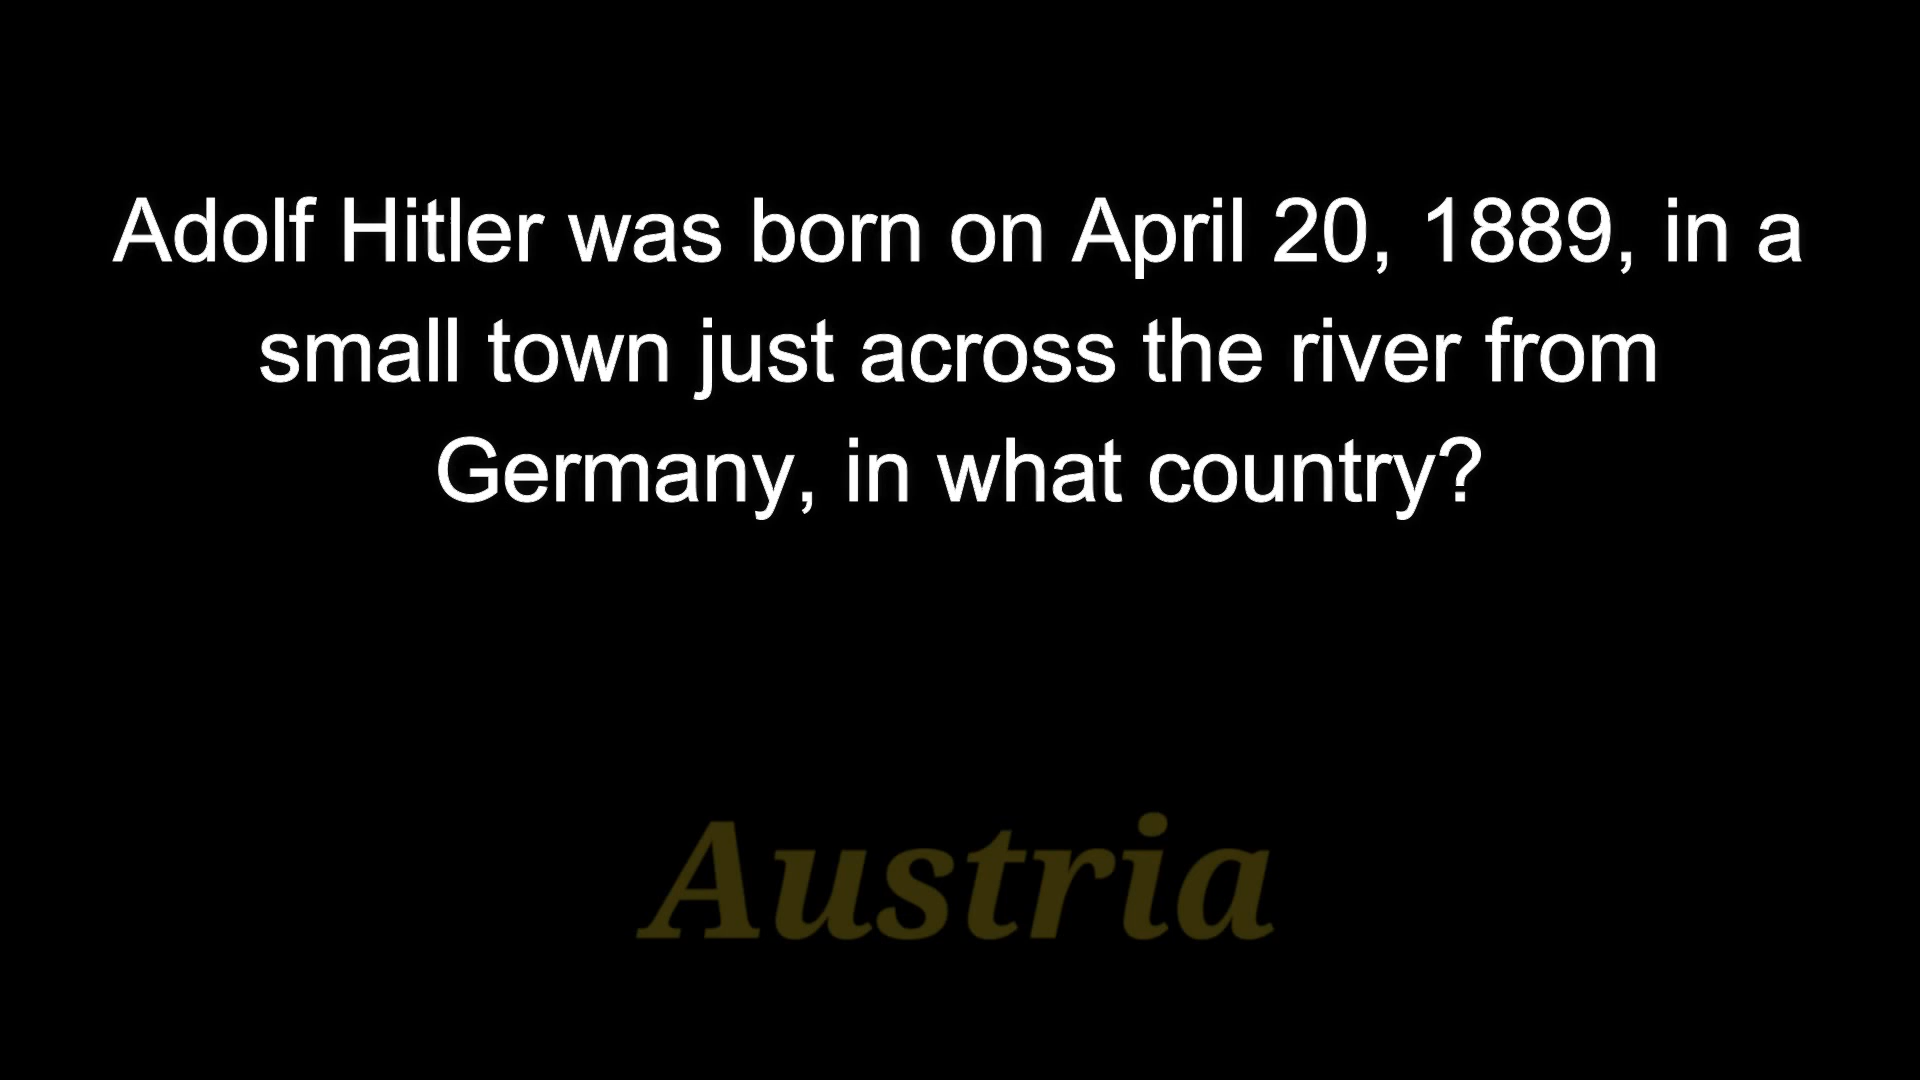 Adolf Hitler was born on April 20, 1889, in a
small town just across the river from
Germany, in what country?
Austria